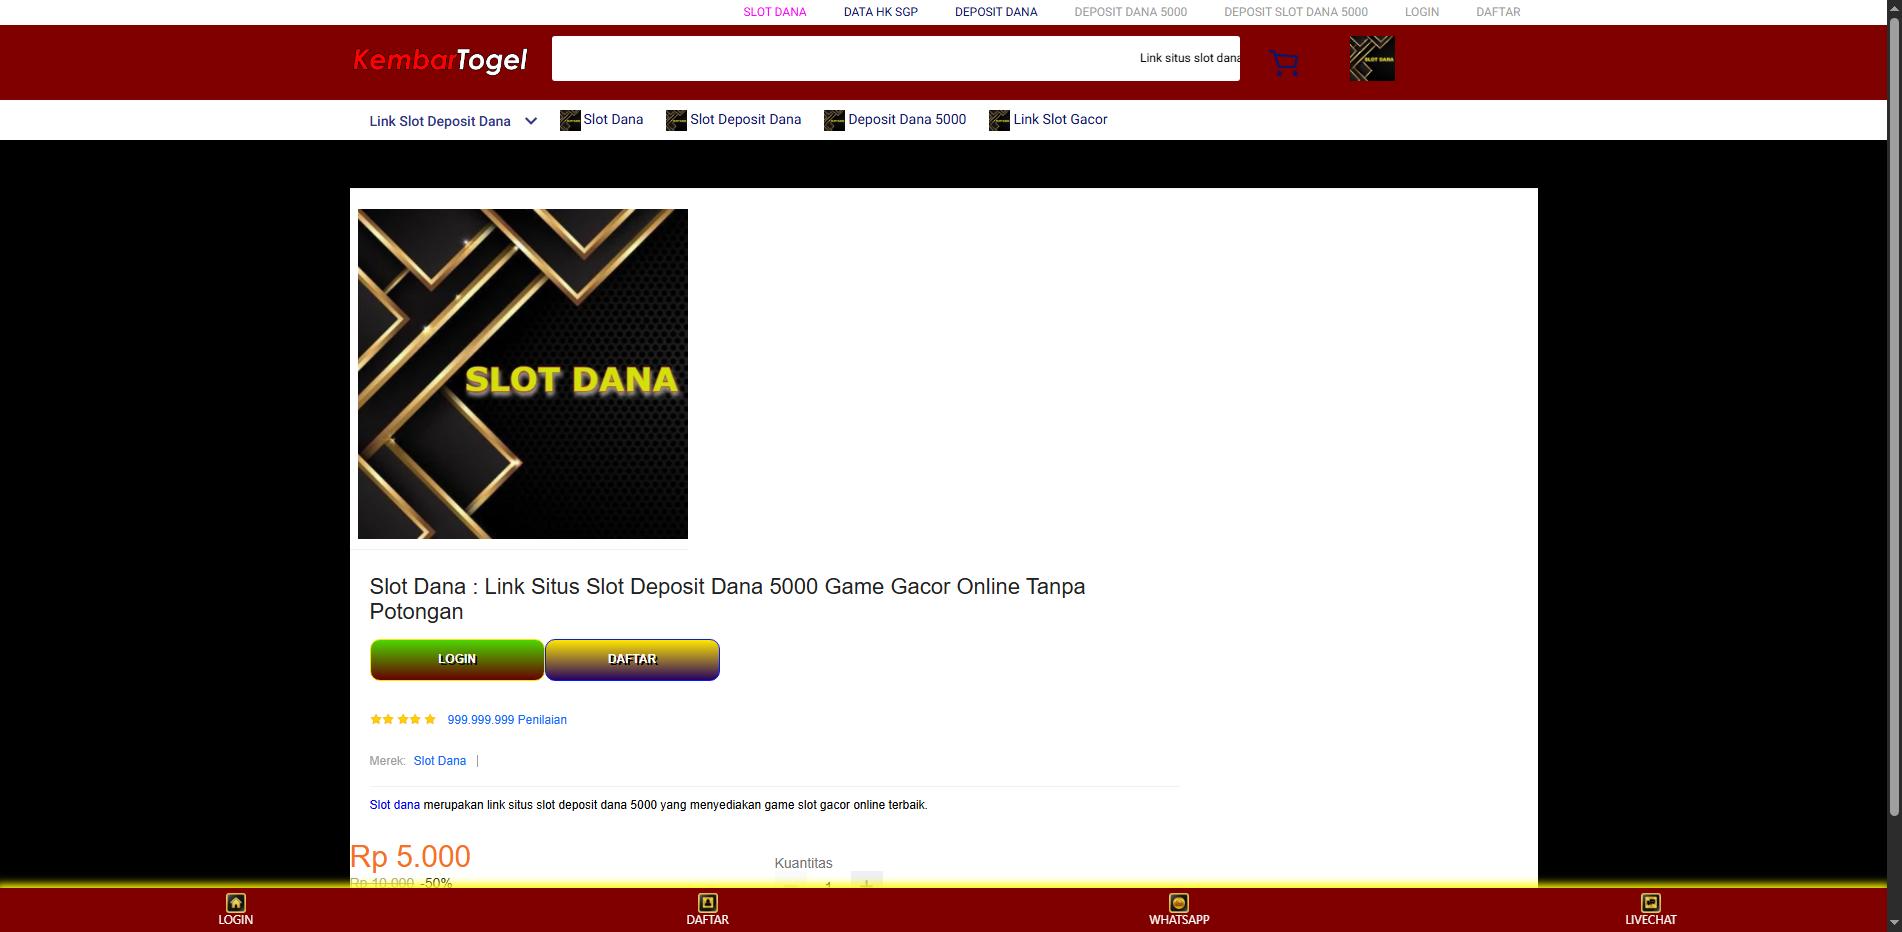 SLOT DANA DATA HK SGP DEPOSIT DANA DEPOSIT DANA 5000 DEPOSIT SLOT DANA 5000 LOGIN DAFTAR
KembarTogel
Link situs slot dana
SLOT DANA
Link Slot Deposit Dana Slot Dana Slot Deposit Dana Deposit Dana 5000 Link Slot Gacor
SLOT DANA
Slot Dana : Link Situs Slot Deposit Dana 5000 Game Gacor Online Tanpa
Potongan
LOGIN DAFTAR
999.999.999 Penilaian
Merek: Slot Dana |
Slot dana merupakan link situs slot deposit dana 5000 yang menyediakan game slot gacor online terbaik.
Rp 5.000
Kuantitas
Rp 10.000 -50%
1 +
LOGIN DAFTAR WHATSAPP LIVECHAT